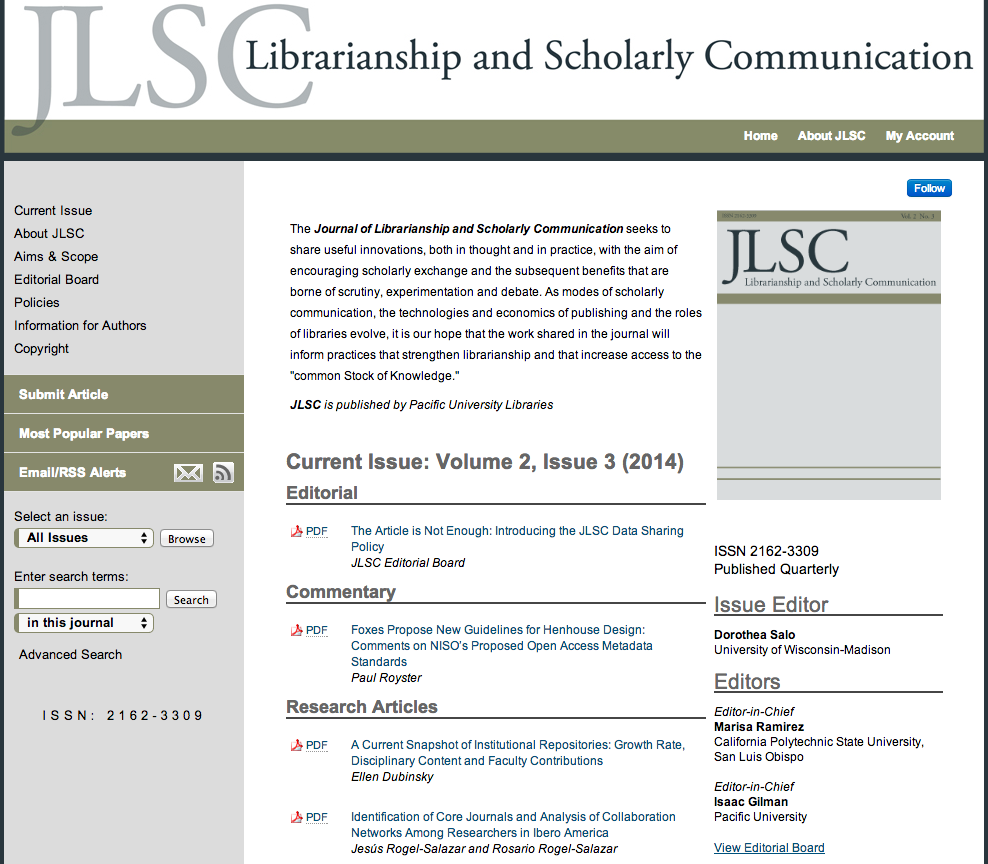 JLSC
Librarianship and Scholarly Communication
Home About JLSC My Account
Current Issue
About JLSC
Aims & Scope
Editorial Board
Policies
Information for Authors
Copyright
Submit Article
Most Popular Papers
Email/RSS Alerts
Select an issue:
All Issues Browse
Enter search terms:
Search
in this journal
Advanced Search
ISSN: 2162-3309
The Journal of Librarianship and Scholarly Communication seeks to
share useful innovations, both in thought and in practice, with the aim of
encouraging scholarly exchange and the subsequent benefits that are
borne of scrutiny, experimentation and debate. As modes of scholarly
communication, the technologies and economics of publishing and the roles
of libraries evolve, it is our hope that the work shared in the journal will
inform practices that strengthen librarianship and that increase access to the
"common Stock of Knowledge."
JLSC is published by Pacific University Libraries
Current Issue: Volume 2, Issue 3 (2014)
Editorial
PDF The Article is Not Enough: Introducing the JLSC Data Sharing
Policy
JLSC Editorial Board
Commentary
PDF Foxes Propose New Guidelines for Henhouse Design:
Comments on NISO's Proposed Open Access Metadata
Standards
Paul Royster
Research Articles
PDF A Current Snapshot of Institutional Repositories: Growth Rate,
Disciplinary Content and Faculty Contributions
Ellen Dubinsky
PDF Identification of Core Journals and Analysis of Collaboration
Networks Among Researchers in Ibero America
Jesús Rogel-Salazar and Rosario Rogel-Salazar
Follow
ISSN 2162-3309 Vol. 2 No. 3
JLSC
Librarianship and Scholarly Communication
ISSN 2162-3309
Published Quarterly
Issue Editor
Dorothea Salo
University of Wisconsin-Madison
Editors
Editor-in-Chief
Marisa Ramirez
California Polytechnic State University,
San Luis Obispo
Editor-in-Chief
Isaac Gilman
Pacific University
View Editorial Board